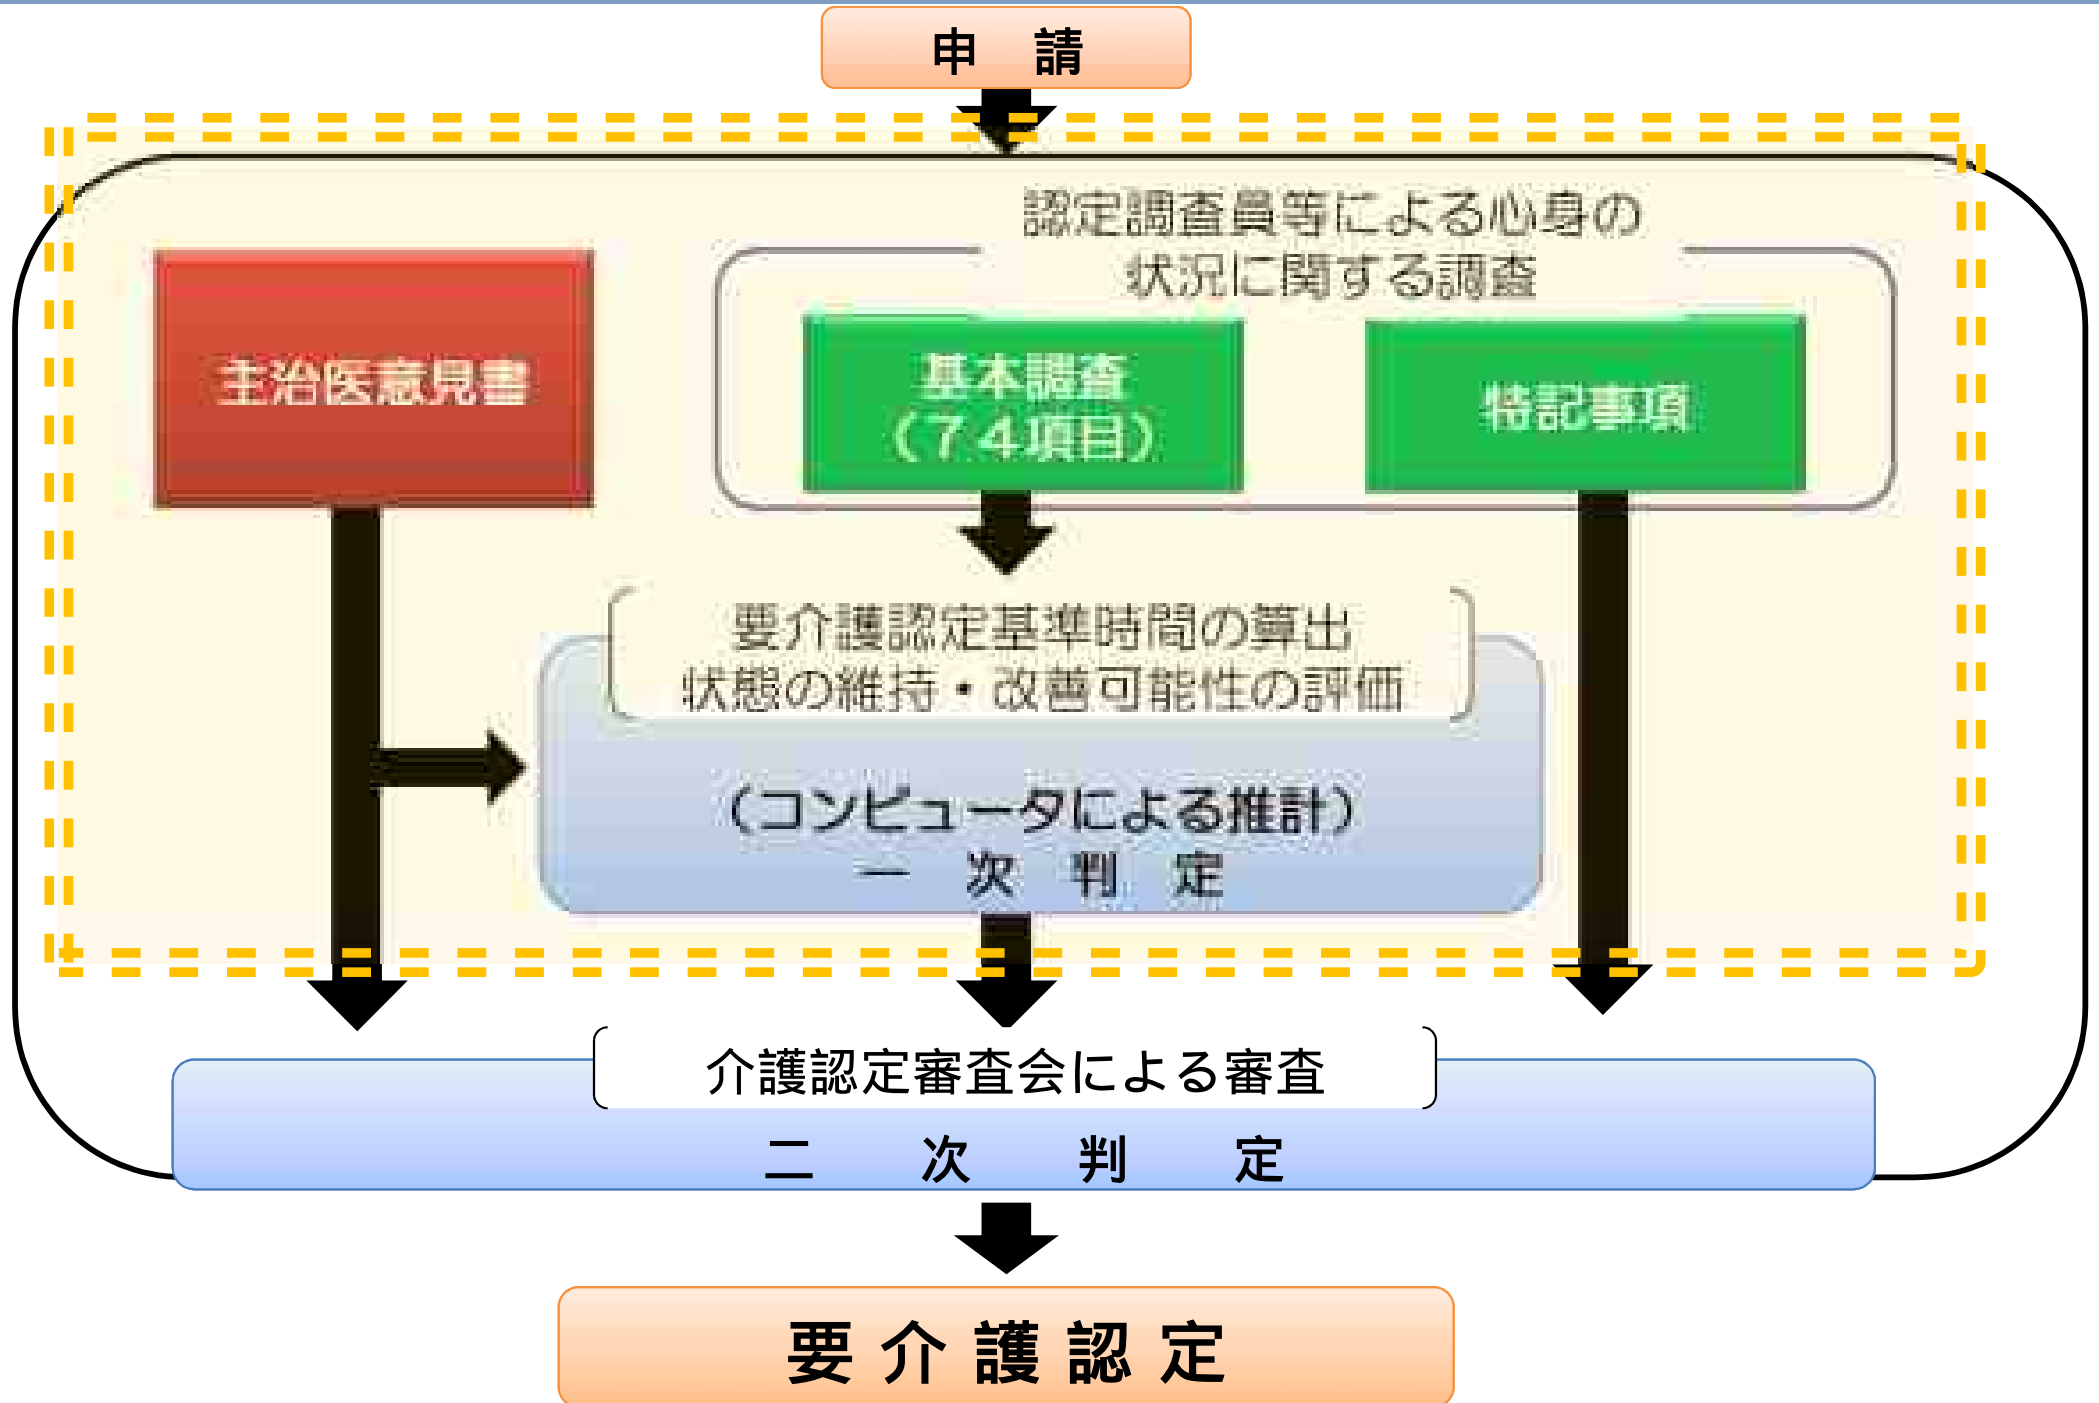 申　請
認定調査員等による心身の
状況に関する調査
主治医意見書
基本調査
（７４項目）
特記事項
要介護認定基準時間の算出
状態の維持・改善可能性の評価
（コンピュータによる推計）
一　次　判　定
介護認定審査会による審査
二　次　判　定
要介護認定